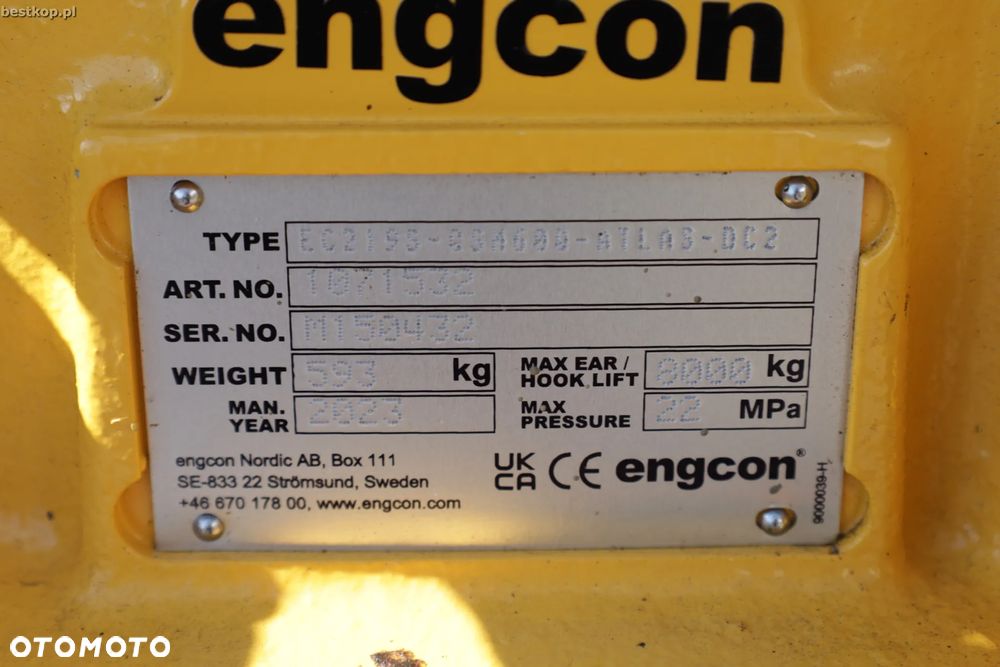 bestkop.pl
engcon
TYPE EC219S-QSM600-ATLAS-DC2
ART. NO. 1071532
SER. NO. M150432
WEIGHT 593 kg MAX EAR / HOOK LIFT 8000 kg
MAN. YEAR 2023 MAX PRESSURE 22 MPa
engcon Nordic AB, Box 111
SE-833 22 Strömsund, Sweden
+46 670 178 00, www.engcon.com
UK CA CE engcon®
9000039-H
OTOMOTO